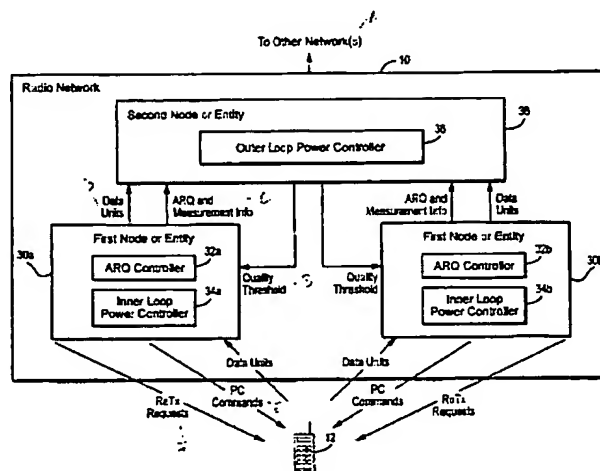 To Other Network(s)
10
Radio Network
Second Node or Entity
Outer Loop Power Controller
36
38
Data Units
ARQ and Measurement Info
ARQ and Measurement Info
Data Units
First Node or Entity
30a
ARQ Controller
32a
Inner Loop Power Controller
34a
Quality Threshold
Quality Threshold
First Node or Entity
ARQ Controller
32b
Inner Loop Power Controller
34b
Data Units
Data Units
PC Commands
PC Commands
ReTx Requests
ReTx Requests
12